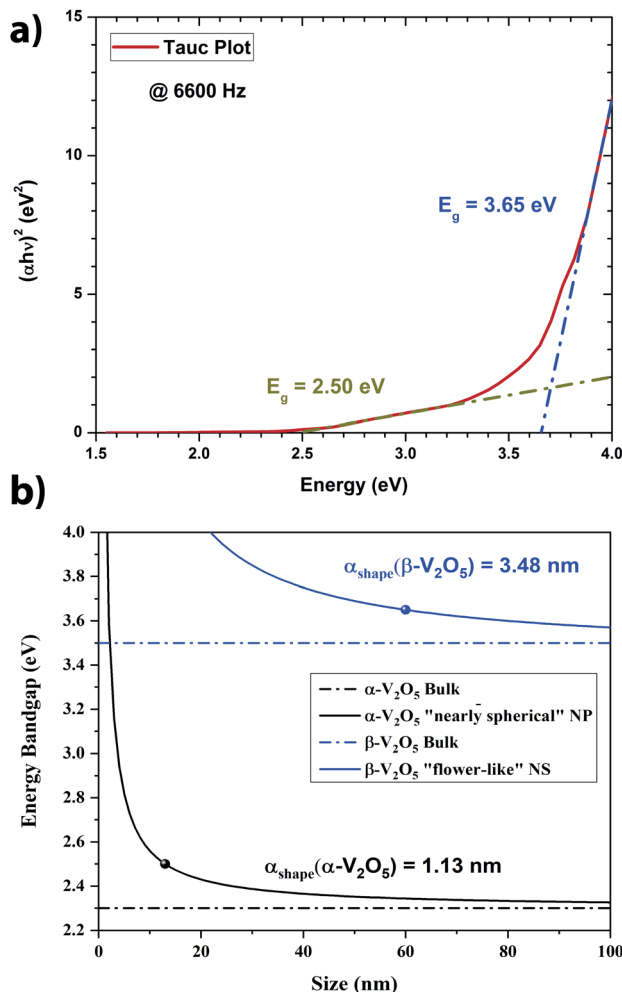 a)
Tauc Plot
@ 6600 Hz
E_g = 3.65 eV
E_g = 2.50 eV
(αhν)² (eV²)
15
10
5
0
1.5 2.0 2.5 3.0 3.5 4.0
Energy (eV)
b)
α_shape(β-V₂O₅) = 3.48 nm
α-V₂O₅ Bulk
α-V₂O₅ "nearly spherical" NP
β-V₂O₅ Bulk
β-V₂O₅ "flower-like" NS
α_shape(α-V₂O₅) = 1.13 nm
Energy Bandgap (eV)
4.0
3.8
3.6
3.4
3.2
3.0
2.8
2.6
2.4
2.2
0 20 40 60 80 100
Size (nm)